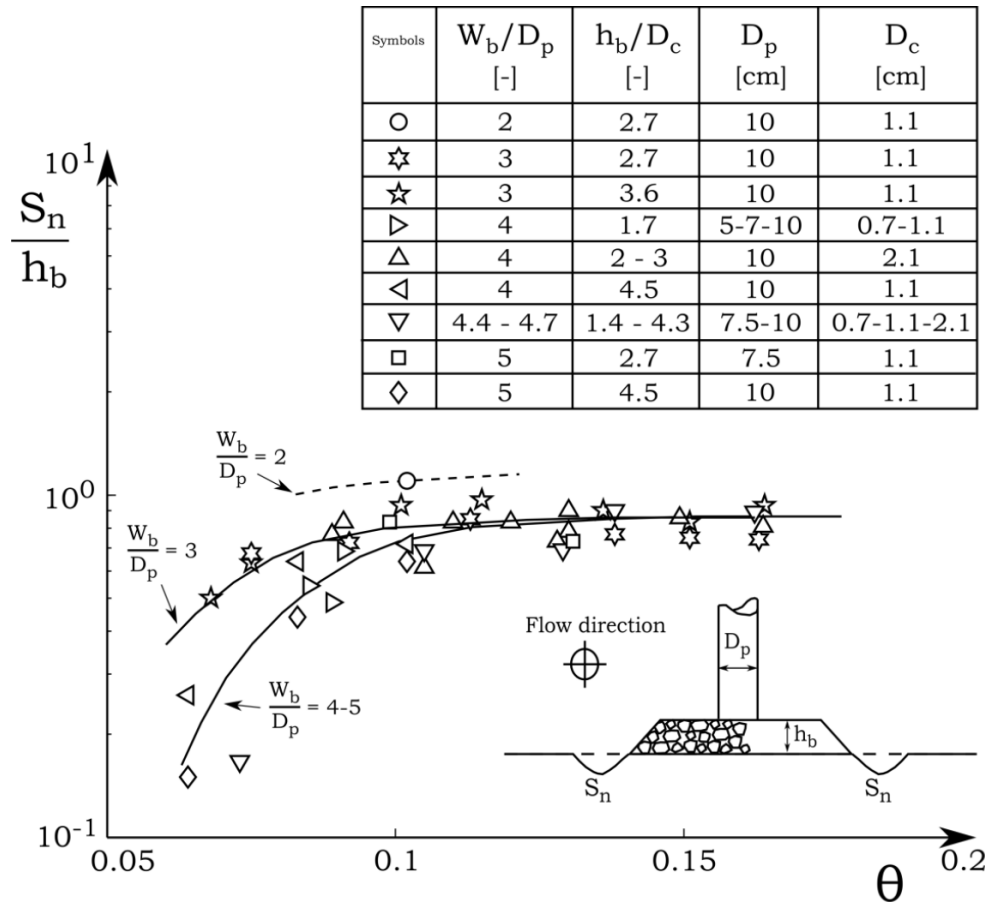 Symbols W_b/D_p [-] h_b/D_c [-] D_p [cm] D_c [cm]
2 2.7 10 1.1
3 2.7 10 1.1
3 3.6 10 1.1
4 1.7 5-7-10 0.7-1.1
4 2 - 3 10 2.1
4 4.5 10 1.1
4.4 - 4.7 1.4 - 4.3 7.5-10 0.7-1.1-2.1
5 2.7 7.5 1.1
5 4.5 10 1.1
10^1
S_n/h_b
W_b/D_p = 2
10^0
W_b/D_p = 3
Flow direction
D_p
W_b/D_p = 4-5
h_b
S_n S_n
10^-1
0.05 0.1 0.15 0.2
θ